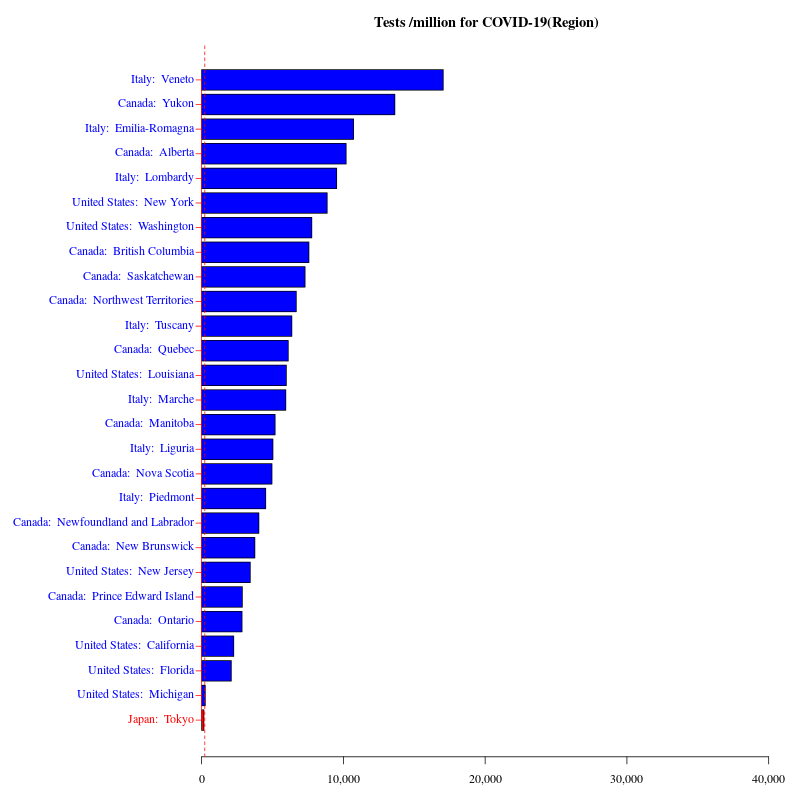 Tests /million for COVID-19(Region)
Italy: Veneto
Canada: Yukon
Italy: Emilia-Romagna
Canada: Alberta
Italy: Lombardy
United States: New York
United States: Washington
Canada: British Columbia
Canada: Saskatchewan
Canada: Northwest Territories
Italy: Tuscany
Canada: Quebec
United States: Louisiana
Italy: Marche
Canada: Manitoba
Italy: Liguria
Canada: Nova Scotia
Italy: Piedmont
Canada: Newfoundland and Labrador
Canada: New Brunswick
United States: New Jersey
Canada: Prince Edward Island
Canada: Ontario
United States: California
United States: Florida
United States: Michigan
Japan: Tokyo
0 10,000 20,000 30,000 40,000